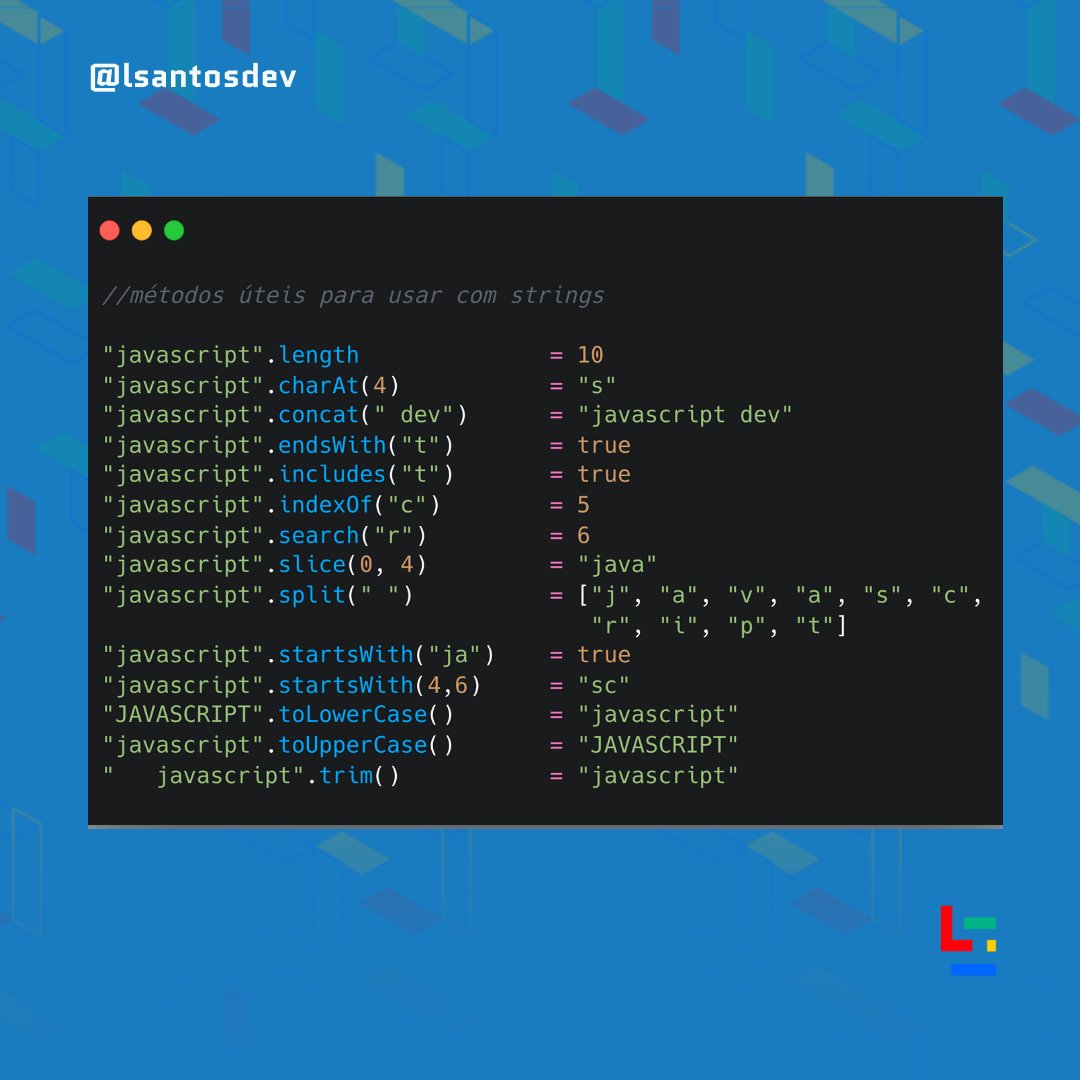 @lsantosdev
//métodos úteis para usar com strings
"javascript".length = 10
"javascript".charAt(4) = "s"
"javascript".concat(" dev") = "javascript dev"
"javascript".endsWith("t") = true
"javascript".includes("t") = true
"javascript".indexOf("c") = 5
"javascript".search("r") = 6
"javascript".slice(0, 4) = "java"
"javascript".split(" ") = ["j", "a", "v", "a", "s", "c",
"r", "i", "p", "t"]
"javascript".startsWith("ja") = true
"javascript".startsWith(4,6) = "sc"
"JAVASCRIPT".toLowerCase() = "javascript"
"javascript".toUpperCase() = "JAVASCRIPT"
"   javascript".trim() = "javascript"